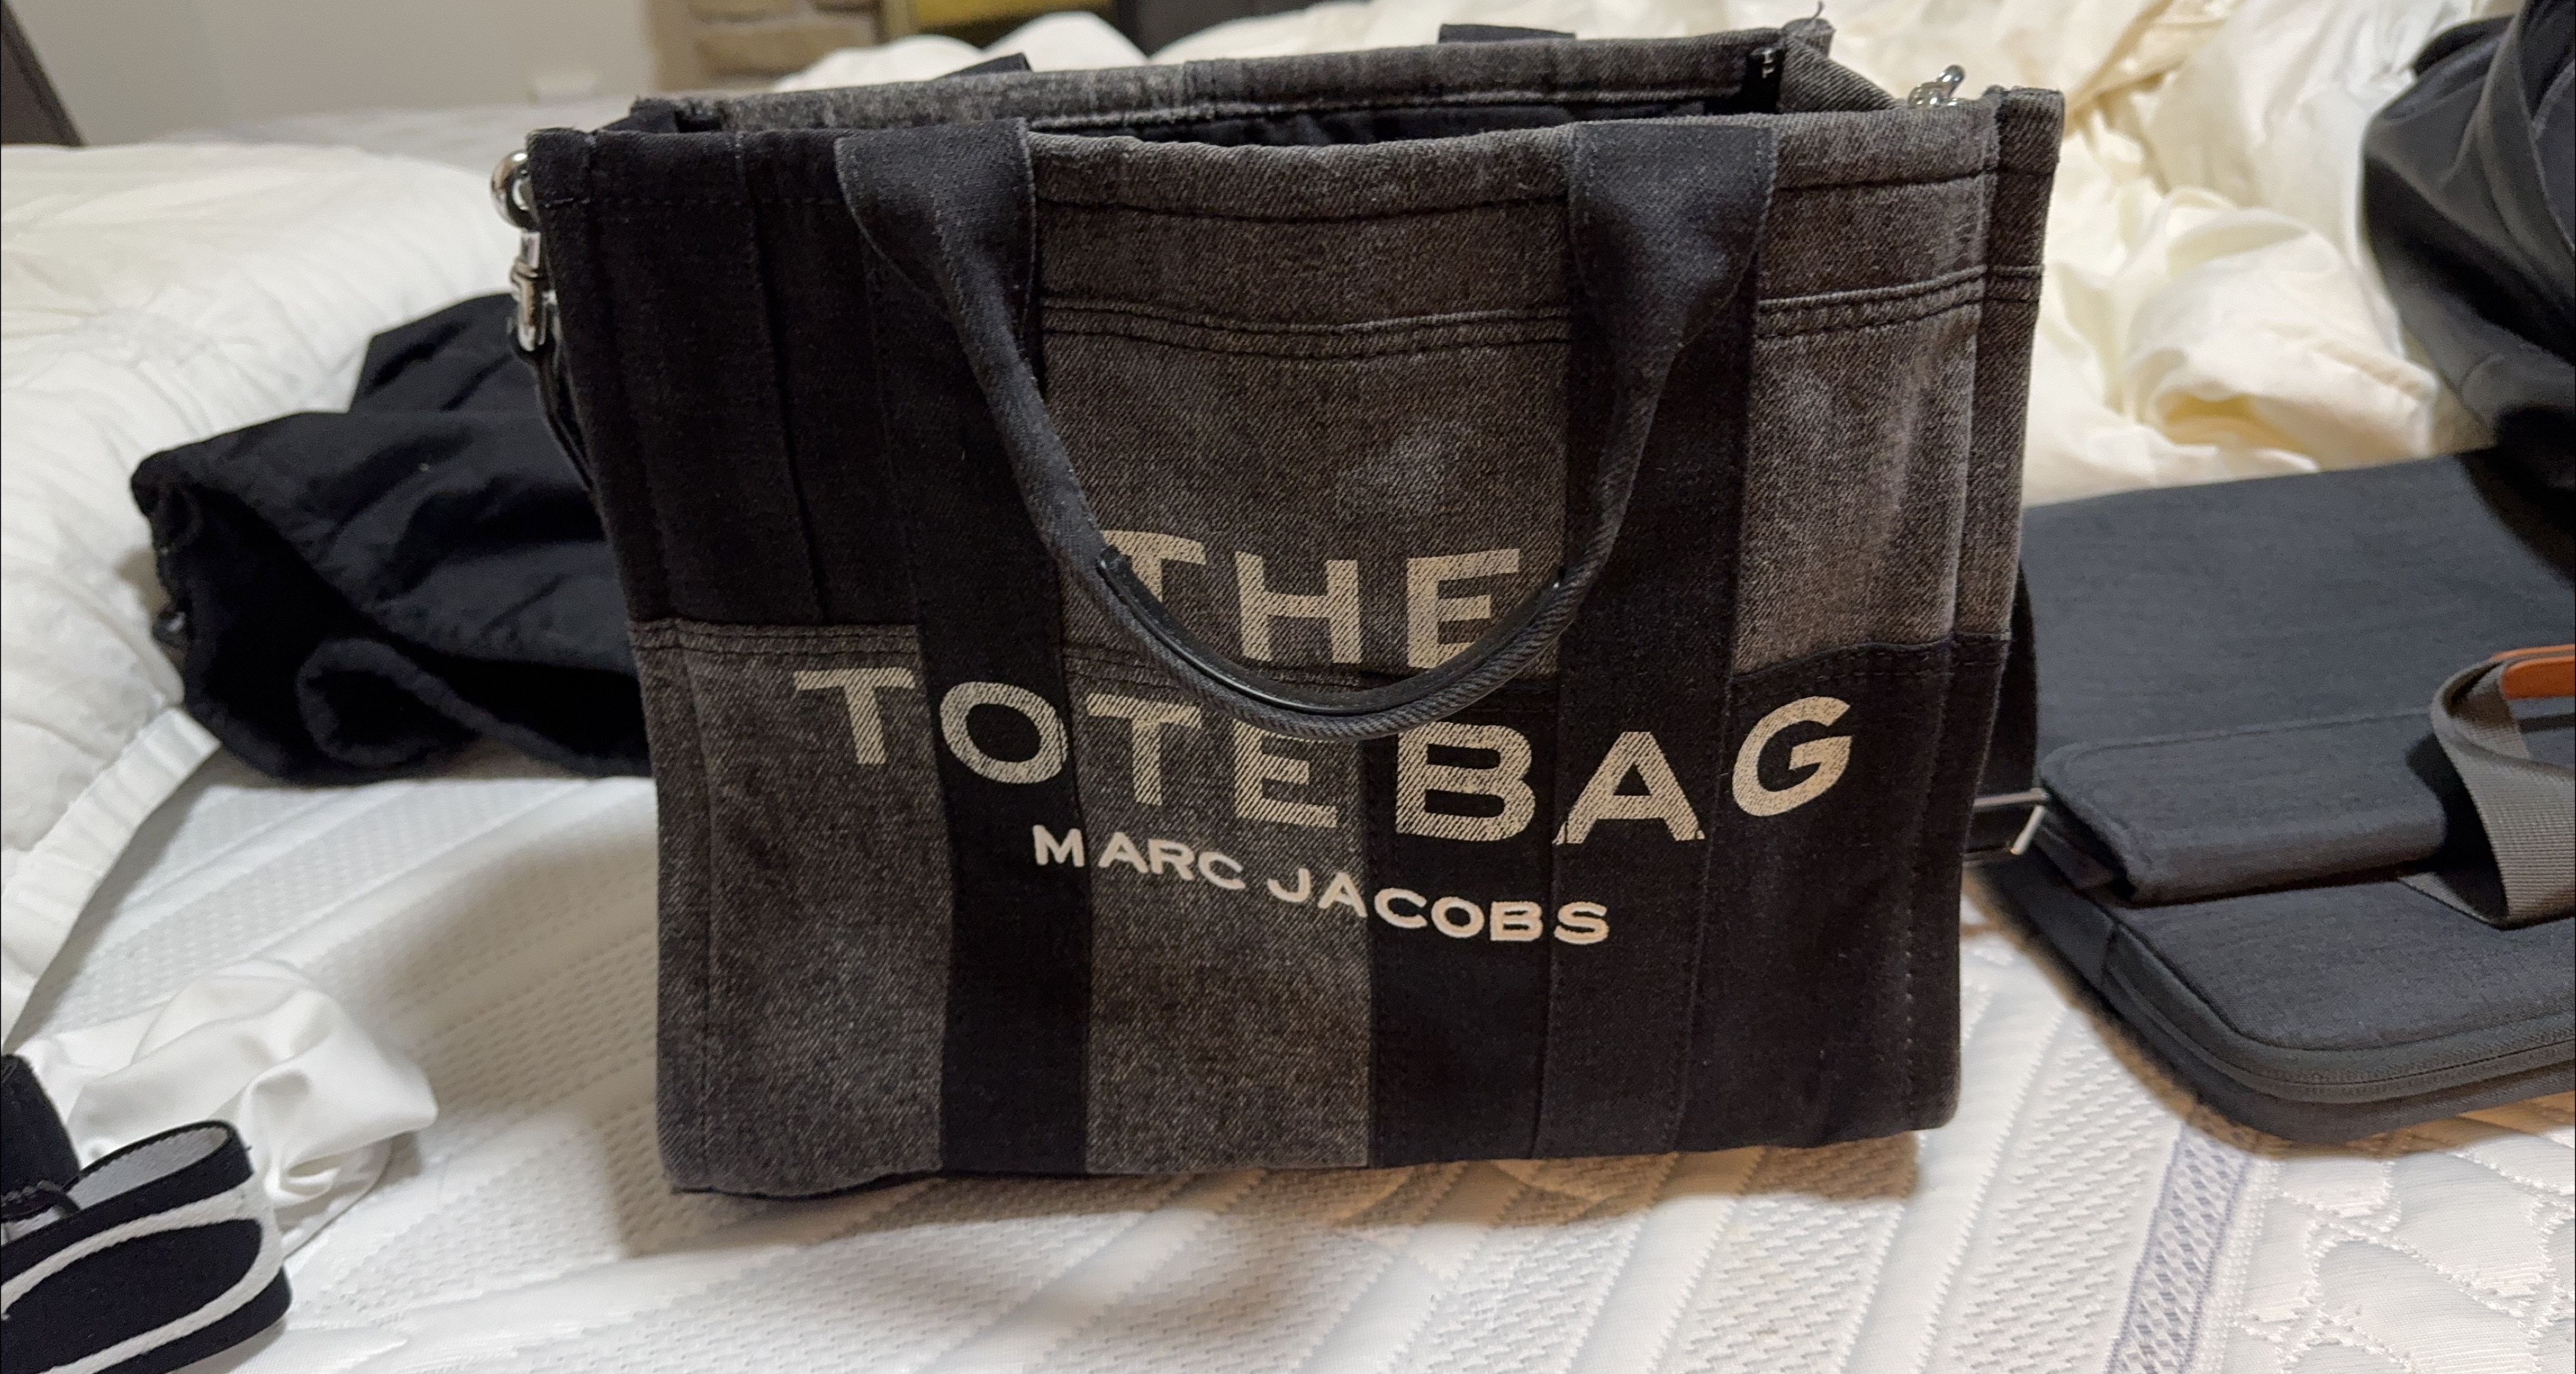 THE
TOTE BAG
MARC JACOBS